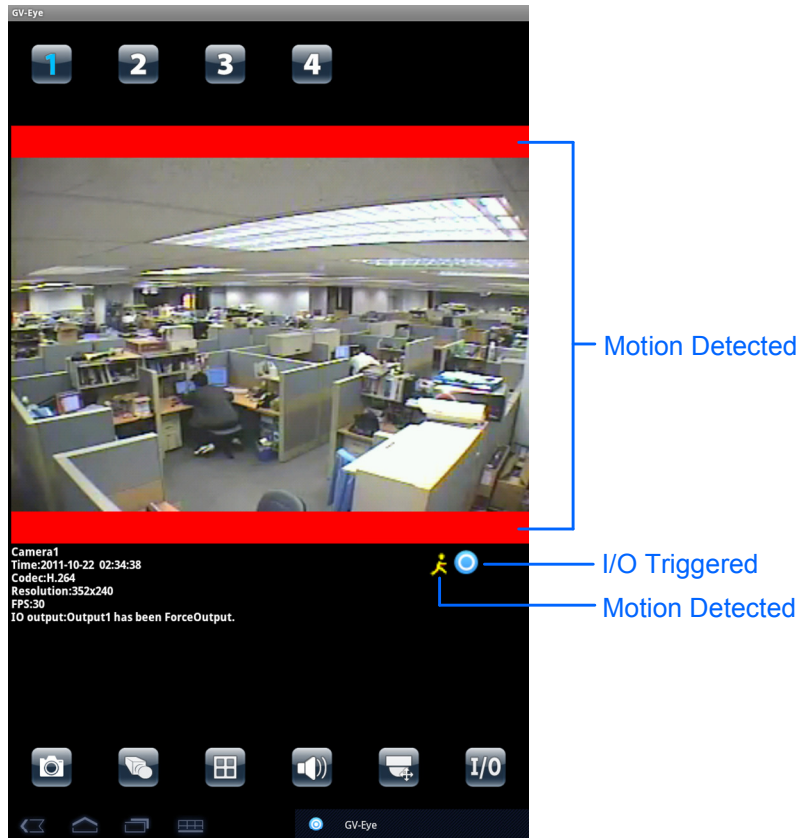 GV-Eye
1 2 3 4
Motion Detected
Camera1
Time:2011-10-22 02:34:38
Codec:H.264
Resolution:352x240
FPS:30
IO output:Output1 has been ForceOutput.
I/O Triggered
Motion Detected
I/O
GV-Eye